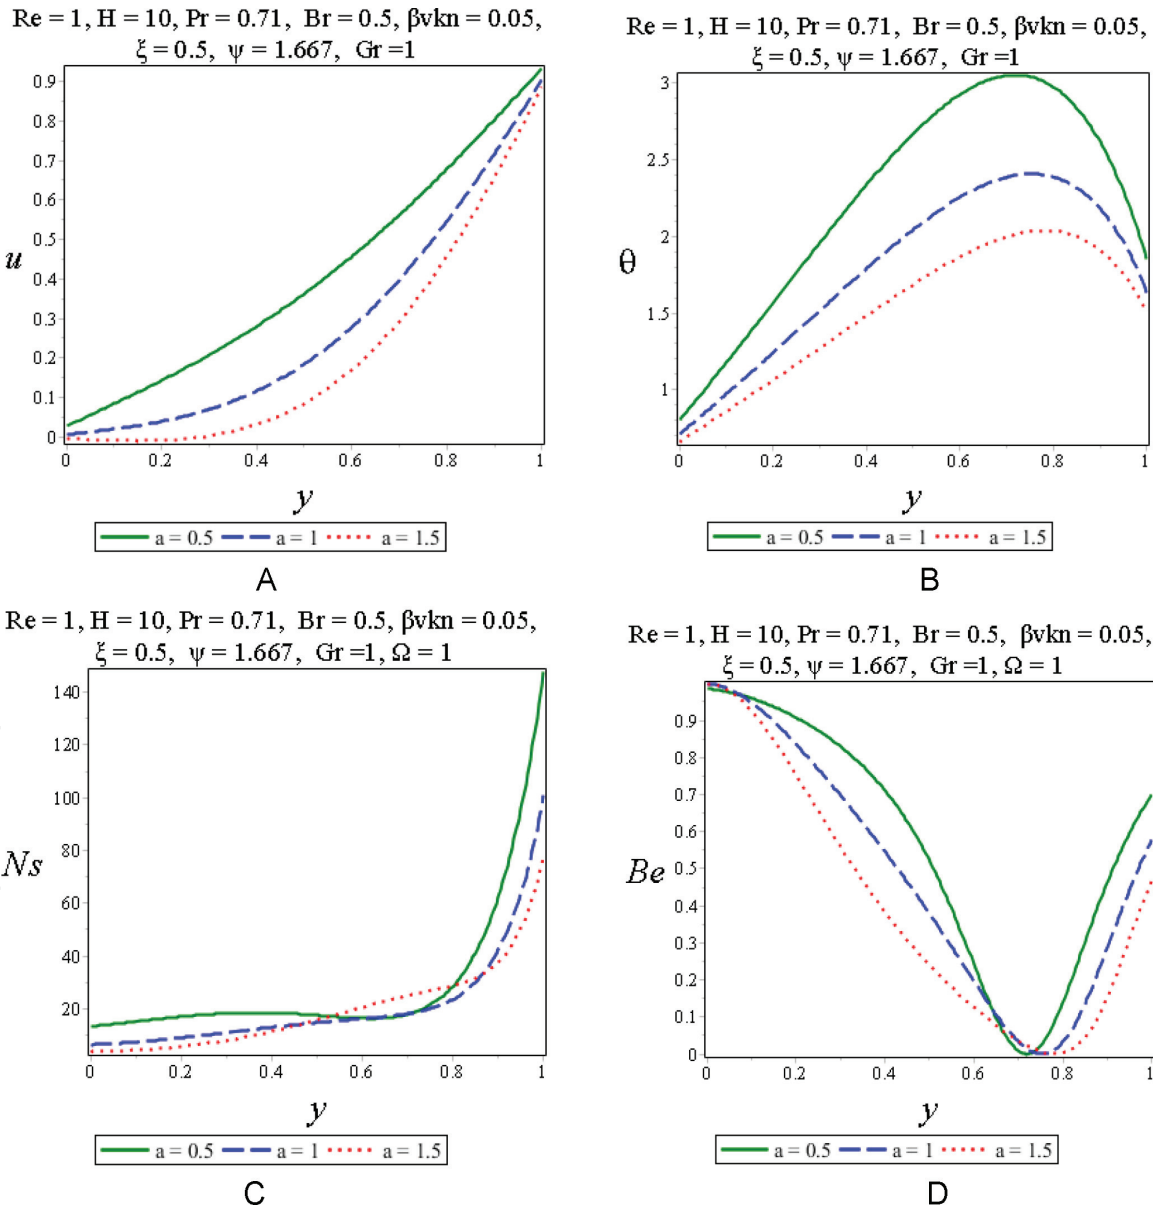 Re = 1, H = 10, Pr = 0.71, Br = 0.5, βvkn = 0.05,
ξ = 0.5, ψ = 1.667, Gr =1
0.9
0.8
0.7
0.6
0.5
0.4
0.3
0.2
0.1
0
u
0 0.2 0.4 0.6 0.8 1
y
a = 0.5 a = 1 a = 1.5
A
Re = 1, H = 10, Pr = 0.71, Br = 0.5, βvkn = 0.05,
ξ = 0.5, ψ = 1.667, Gr=1
3
2.5
2
1.5
1
θ
0 0.2 0.4 0.6 0.8 1
y
a = 0.5 a = 1 a = 1.5
B
Re = 1, H = 10, Pr = 0.71, Br = 0.5, βvkn = 0.05,
ξ = 0.5, ψ = 1.667, Gr =1, Ω = 1
140
120
100
80
60
40
20
Ns
0 0.2 0.4 0.6 0.8 1
y
a = 0.5 a = 1 a = 1.5
C
Re = 1, H = 10, Pr = 0.71, Br = 0.5, βvkn = 0.05,
ξ = 0.5, ψ = 1.667, Gr=1, Ω = 1
0.9
0.8
0.7
0.6
0.5
0.4
0.3
0.2
0.1
0
Be
0 0.2 0.4 0.6 0.8 1
y
a = 0.5 a = 1 a = 1.5
D